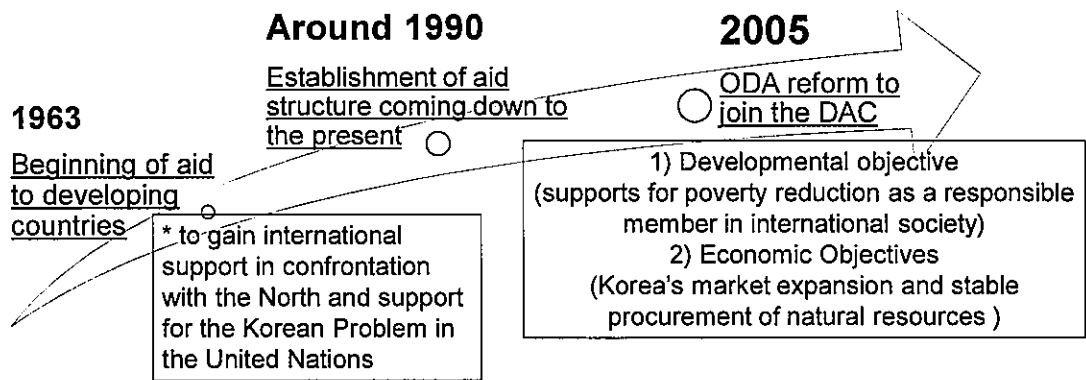 1963
Beginning of aid
to developing
countries
* to gain international
support in confrontation
with the North and support
for the Korean Problem in
the United Nations
Around 1990
Establishment of aid
structure coming down to
the present
2005
ODA reform to
join the DAC
1) Developmental objective
(supports for poverty reduction as a responsible
member in international society)
2) Economic Objectives
(Korea's market expansion and stable
procurement of natural resources )